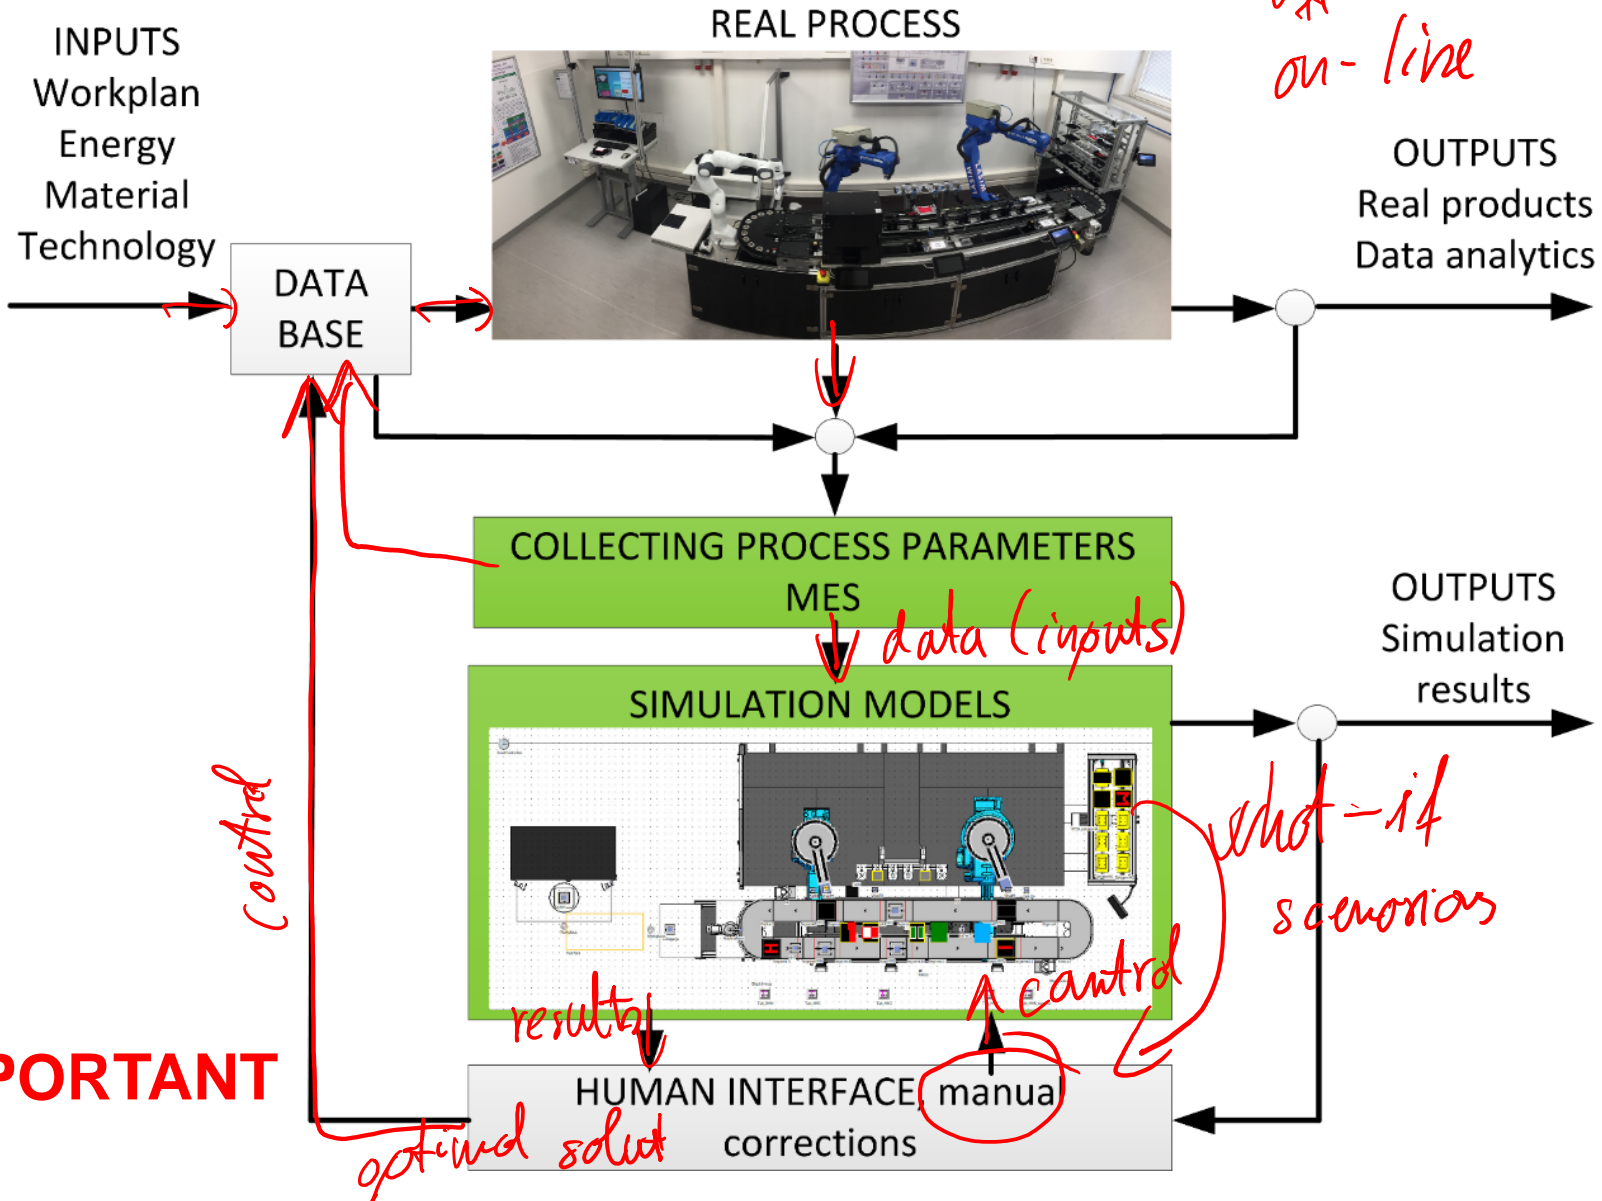 REAL PROCESS
on-line
INPUTS
Workplan
Energy
Material
Technology
DATA
BASE
OUTPUTS
Real products
Data analytics
COLLECTING PROCESS PARAMETERS
MES
data (inputs)
SIMULATION MODELS
OUTPUTS
Simulation
results
what-if
scenarios
control
results
control
PORTANT
HUMAN INTERFACE, manual
corrections
optimal solut